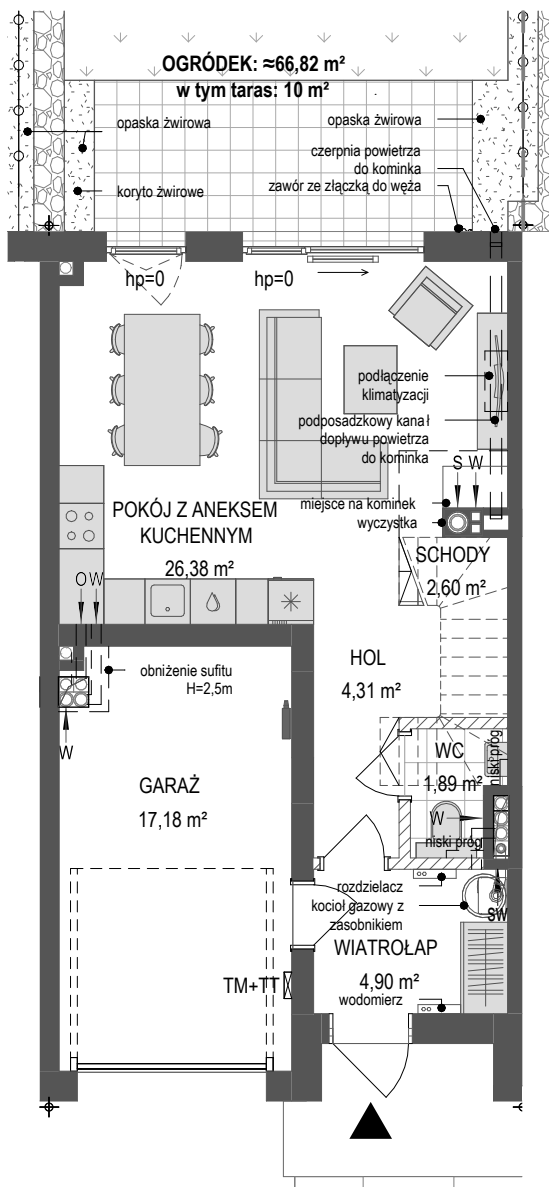 OGRÓDEK: ≈66,82 m²
w tym taras: 10 m²
opaska żwirowa
opaska żwirowa
czerpnia powietrza
do kominka
koryto żwirowe
zawór ze złączką do węża
hp=0
hp=0
podłączenie
klimatyzacji
podposadzkowy kanał
dopływu powietrza
do kominka
S W
miejsce na kominek
wyczystka
POKÓJ Z ANEKSEM
KUCHENNYM
26,38 m²
SCHODY
2,60 m²
O W
obniżenie sufitu
H=2,5m
HOL
4,31 m²
W
WC
1,89 m²
niski próg
GARAŻ
17,18 m²
W
niski próg
rozdzielacz
kocioł gazowy z
zasobnikiem
SW
WIATROŁAP
4,90 m²
TM+TT
wodomierz